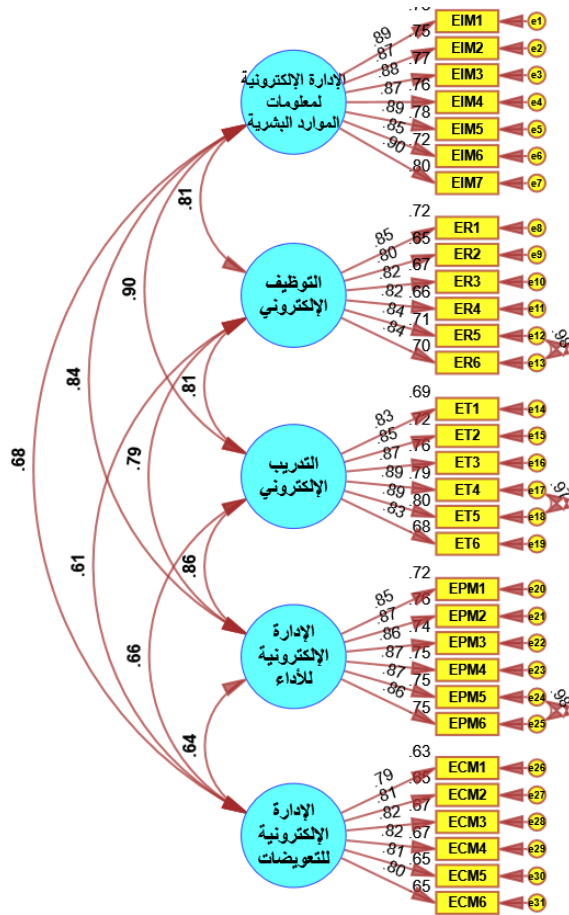 الإدارة الإلكترونية
لمعلومات
الموارد البشرية
.89
.75
.87
.77
.88
.76
.87
.89
.78
.85
.72
.90
.80
EIM1
EIM2
EIM3
EIM4
EIM5
EIM6
EIM7
e1
e2
e3
e4
e5
e6
e7
.81
التوظيف
الإلكتروني
.72
.85
.65
.80
.67
.82
.82
.66
.84
.71
.84
.70
ER1
ER2
ER3
ER4
ER5
ER6
e8
e9
e10
e11
e12
e13
.90
.81
.84
.79
.68
التدريب
الإلكتروني
.69
.83
.72
.85
.76
.87
.89
.79
.89
.80
.83
.68
ET1
ET2
ET3
ET4
ET5
ET6
e14
e15
e16
e17
e18
e19
.61
.86
.66
الإدارة
الإلكترونية
للأداء
.72
.85
.76
.87
.74
.86
.87
.75
.87
.75
.86
.75
EPM1
EPM2
EPM3
EPM4
EPM5
EPM6
e20
e21
e22
e23
e24
e25
.64
الإدارة
الإلكترونية
للتعويضات
.63
.79
.65
.81
.67
.82
.82
.67
.81
.65
.80
.65
ECM1
ECM2
ECM3
ECM4
ECM5
ECM6
e26
e27
e28
e29
e30
e31